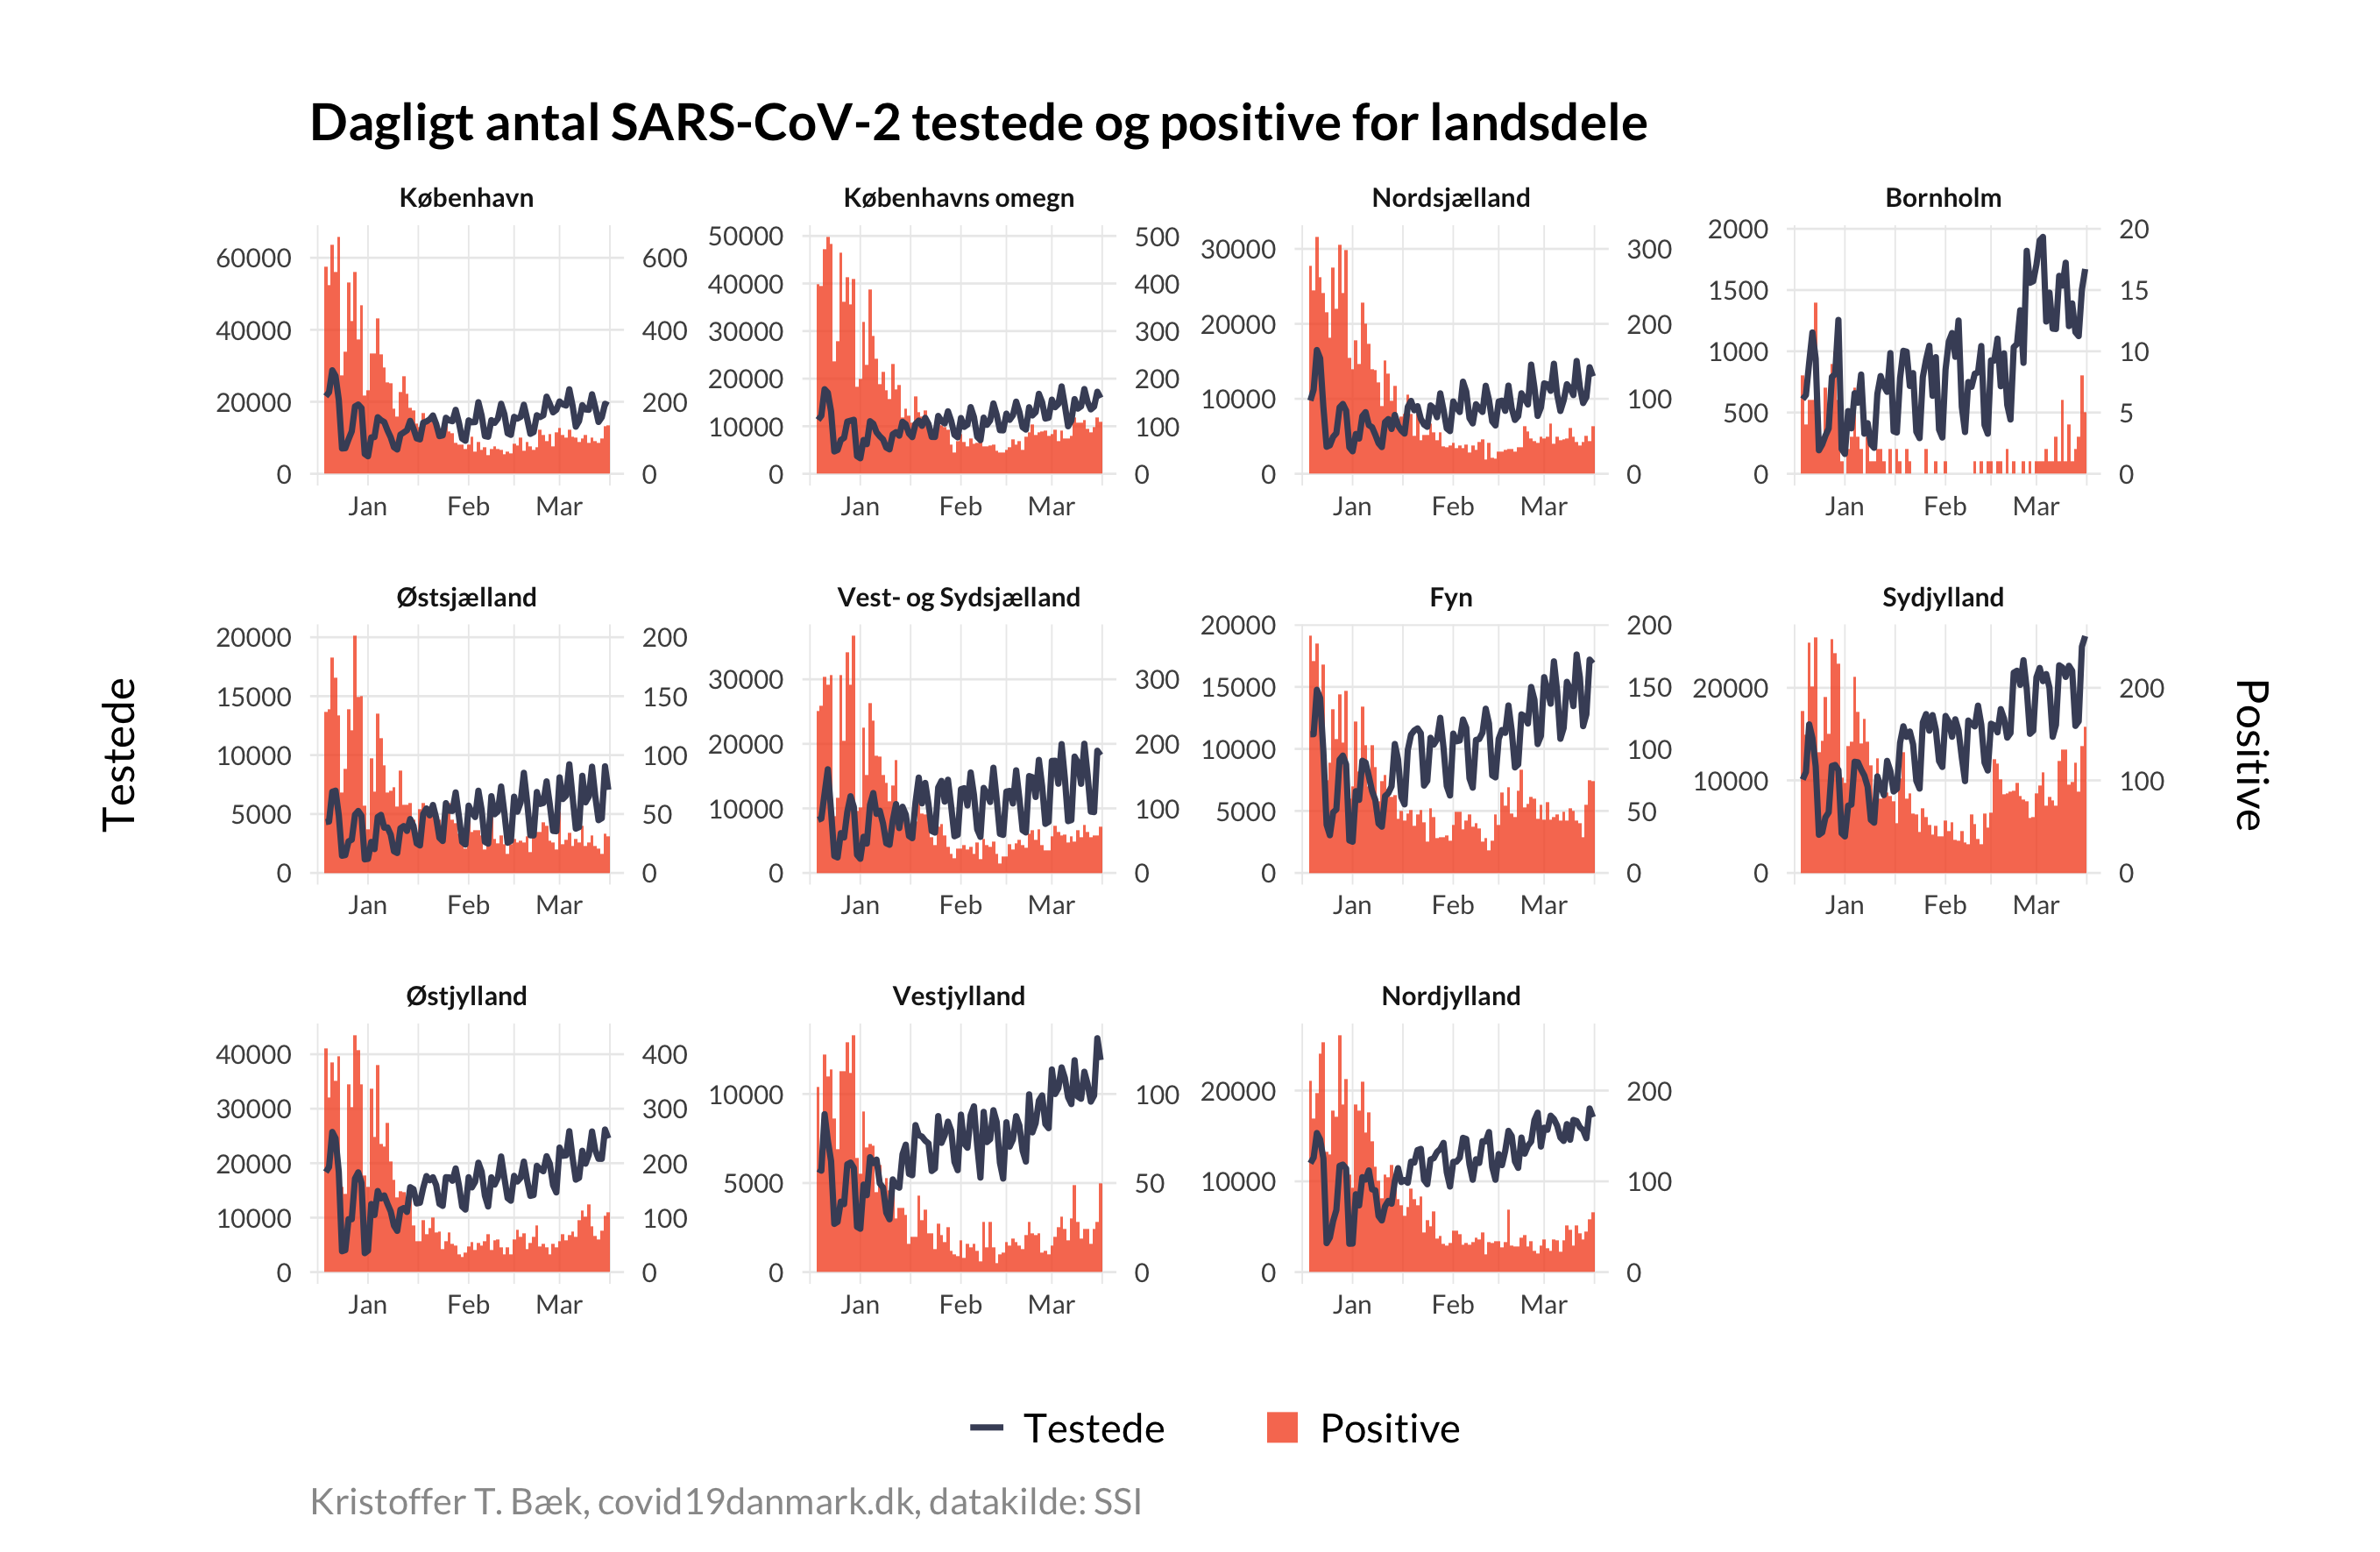 Dagligt antal SARS-CoV-2 testede og positive for landsdele
København
Københavns omegn
Nordsjælland
Bornholm
60000 40000 20000 0
600 400 200 0
50000 40000 30000 20000 10000 0
500 400 300 200 100 0
30000 20000 10000 0
300 200 100 0
2000 1500 1000 500 0
20 15 10 5 0
Jan Feb Mar
Jan Feb Mar
Jan Feb Mar
Jan Feb Mar
Testede
Østsjælland
Vest- og Sydsjælland
Fyn
Sydjylland
20000 15000 10000 5000 0
200 150 100 50 0
30000 20000 10000 0
300 200 100 0
20000 15000 10000 5000 0
200 150 100 50 0
20000 10000 0
200 100 0
Jan Feb Mar
Jan Feb Mar
Jan Feb Mar
Jan Feb Mar
Positive
Østjylland
Vestjylland
Nordjylland
40000 30000 20000 10000 0
400 300 200 100 0
10000 5000 0
100 50 0
20000 10000 0
200 100 0
Jan Feb Mar
Jan Feb Mar
Jan Feb Mar
Testede
Positive
Kristoffer T. Bæk, covid19danmark.dk, datakilde: SSI